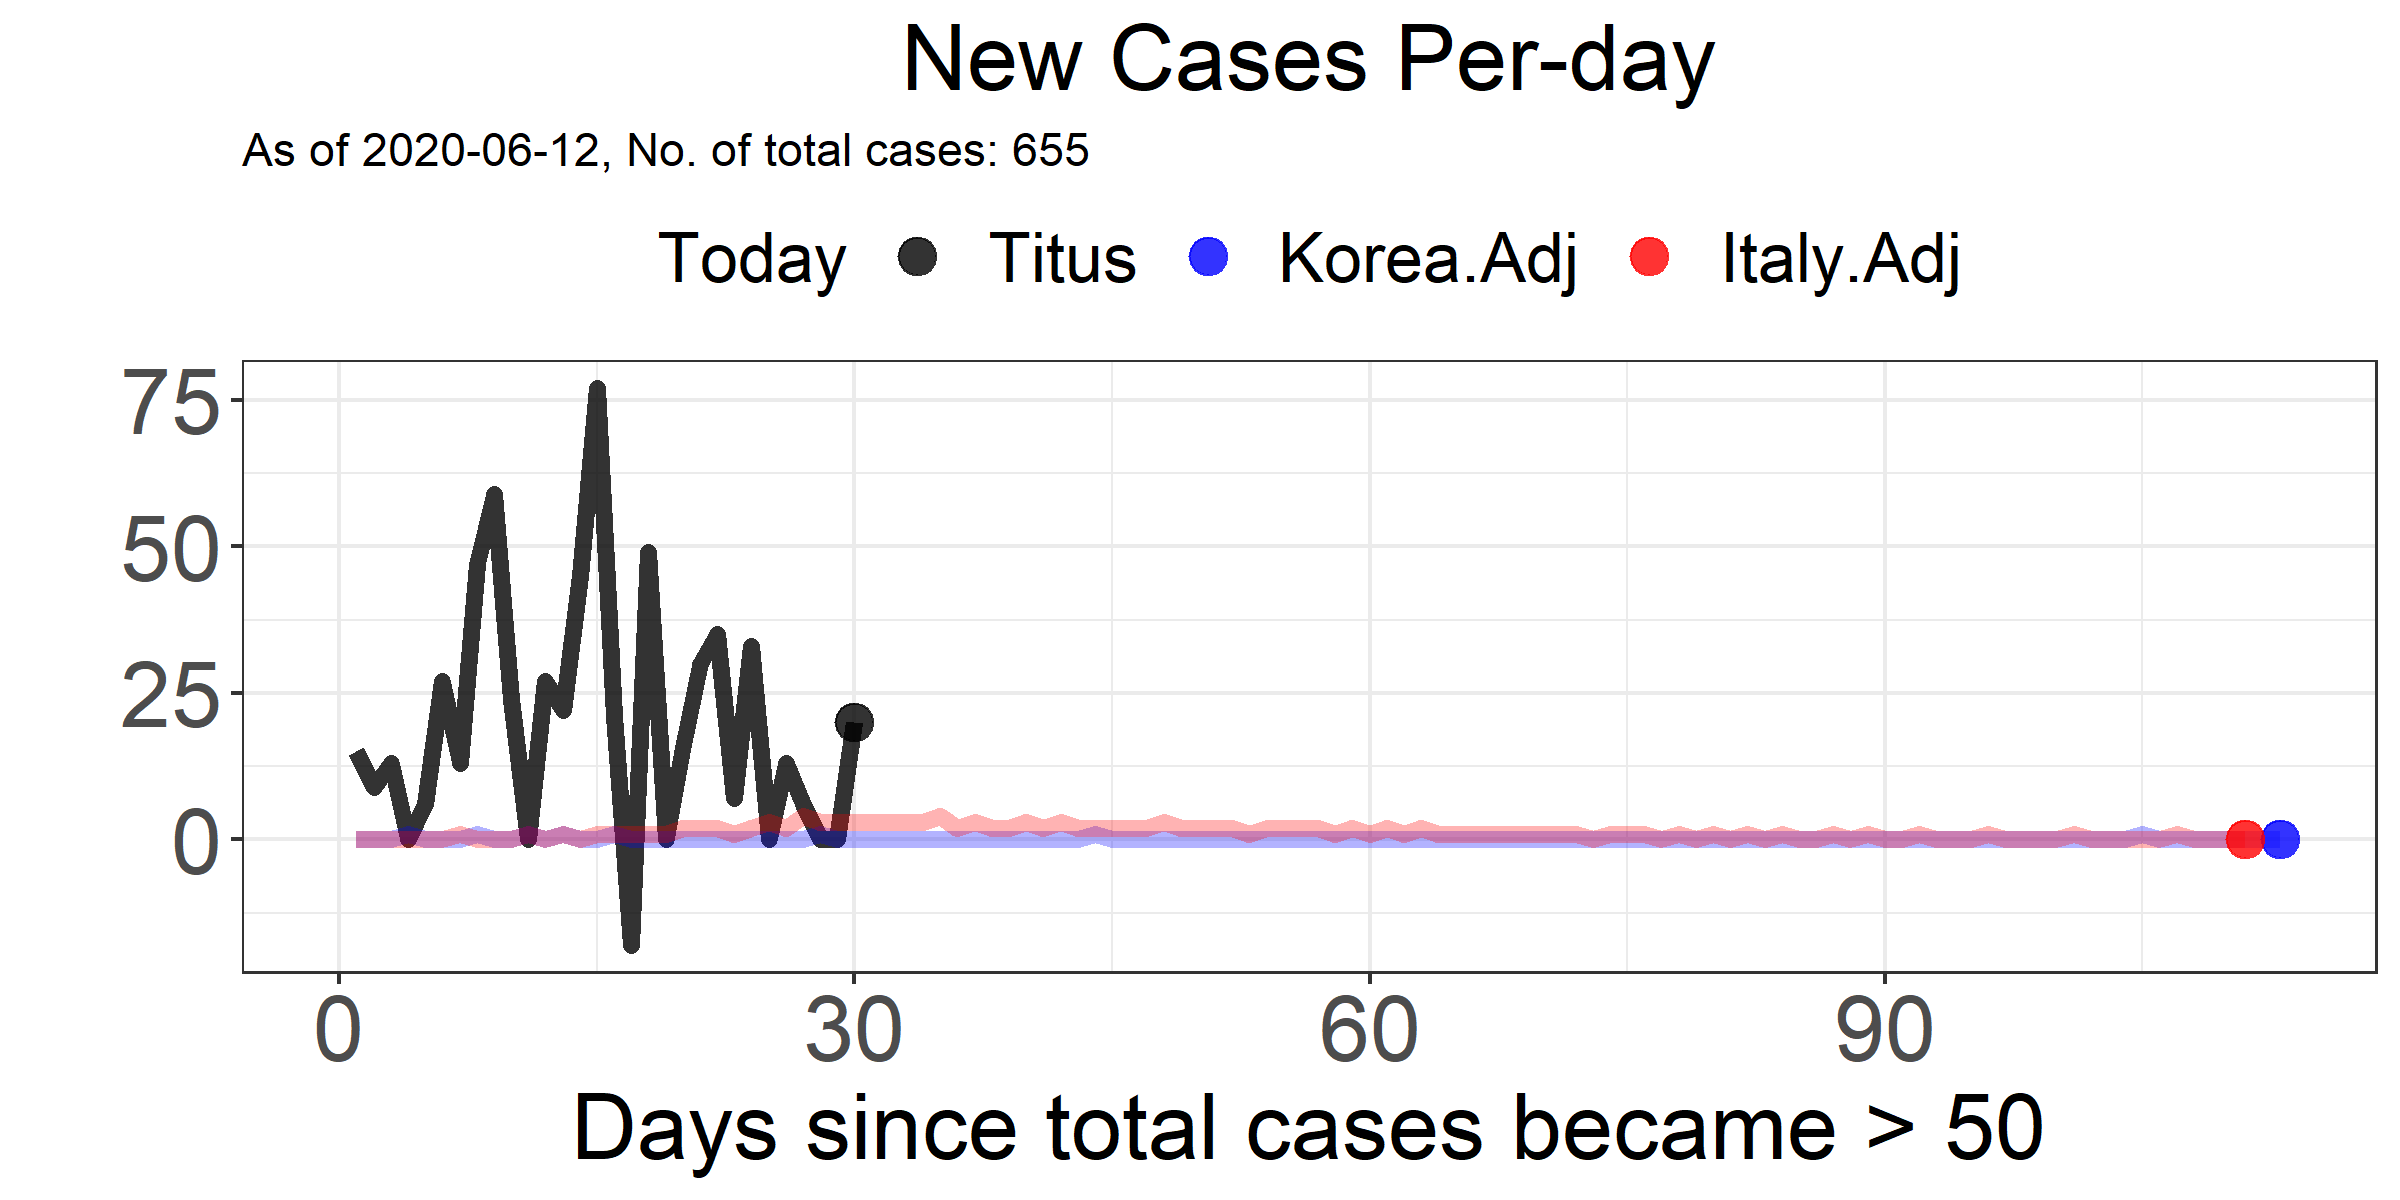 New Cases Per-day
As of 2020-06-12, No. of total cases: 655
Today Titus Korea.Adj Italy.Adj
75
50
25
0
0 30 60 90
Days since total cases became > 50